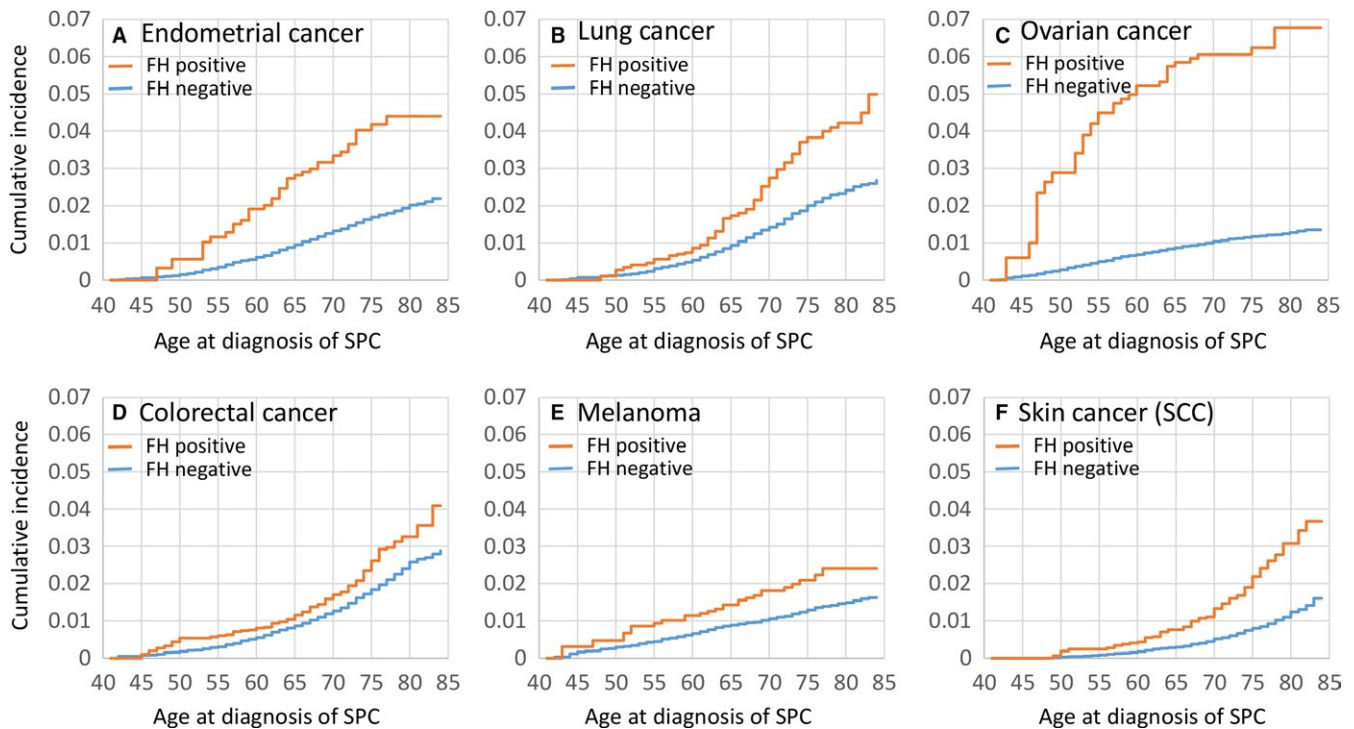 A Endometrial cancer
FH positive
FH negative
Cumulative incidence
0.07
0.06
0.05
0.04
0.03
0.02
0.01
0
40 45 50 55 60 65 70 75 80 85
Age at diagnosis of SPC
B Lung cancer
FH positive
FH negative
0.07
0.06
0.05
0.04
0.03
0.02
0.01
0
40 45 50 55 60 65 70 75 80 85
Age at diagnosis of SPC
C Ovarian cancer
FH positive
FH negative
0.07
0.06
0.05
0.04
0.03
0.02
0.01
0
40 45 50 55 60 65 70 75 80 85
Age at diagnosis of SPC
D Colorectal cancer
FH positive
FH negative
Cumulative incidence
0.07
0.06
0.05
0.04
0.03
0.02
0.01
0
40 45 50 55 60 65 70 75 80 85
Age at diagnosis of SPC
E Melanoma
FH positive
FH negative
0.07
0.06
0.05
0.04
0.03
0.02
0.01
0
40 45 50 55 60 65 70 75 80 85
Age at diagnosis of SPC
F Skin cancer (SCC)
FH positive
FH negative
0.07
0.06
0.05
0.04
0.03
0.02
0.01
0
40 45 50 55 60 65 70 75 80 85
Age at diagnosis of SPC